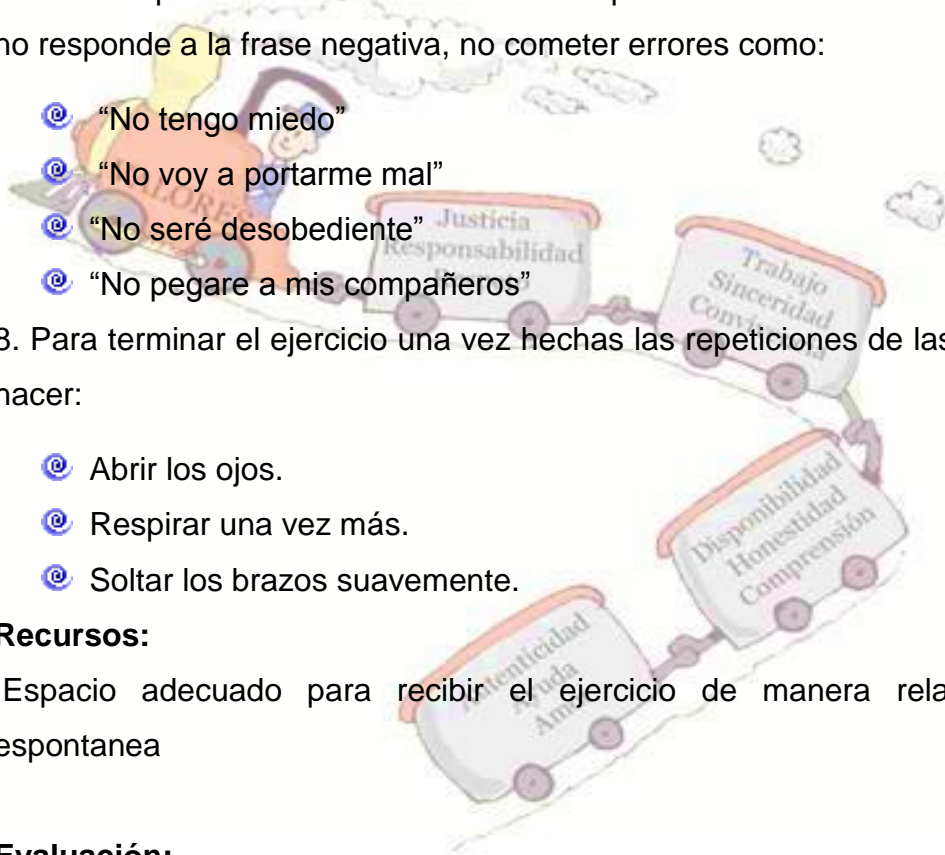 no responde a la frase negativa, no cometer errores como:
“No tengo miedo”
“No voy a portarme mal”
“No seré desobediente”
“No pegare a mis compañeros”
8. Para terminar el ejercicio una vez hechas las repeticiones de las
hacer:
Abrir los ojos.
Respirar una vez más.
Soltar los brazos suavemente.
Recursos:
Espacio adecuado para recibir el ejercicio de manera
espontanea
Evaluación:
Justicia
Responsabilidad
Trabajo
Sinceridad
Disponibilidad
Honestidad
Comprensión